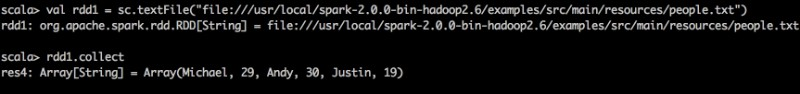 scala> val rdd1 = sc.textFile("file:///usr/local/spark-2.0.0-bin-hadoop2.6/examples/src/main/resources/people.txt")
rdd1: org.apache.spark.rdd.RDD[String] = file:///usr/local/spark-2.0.0-bin-hadoop2.6/examples/src/main/resources/people.txt
scala> rdd1.collect
res4: Array[String] = Array(Michael, 29, Andy, 30, Justin, 19)